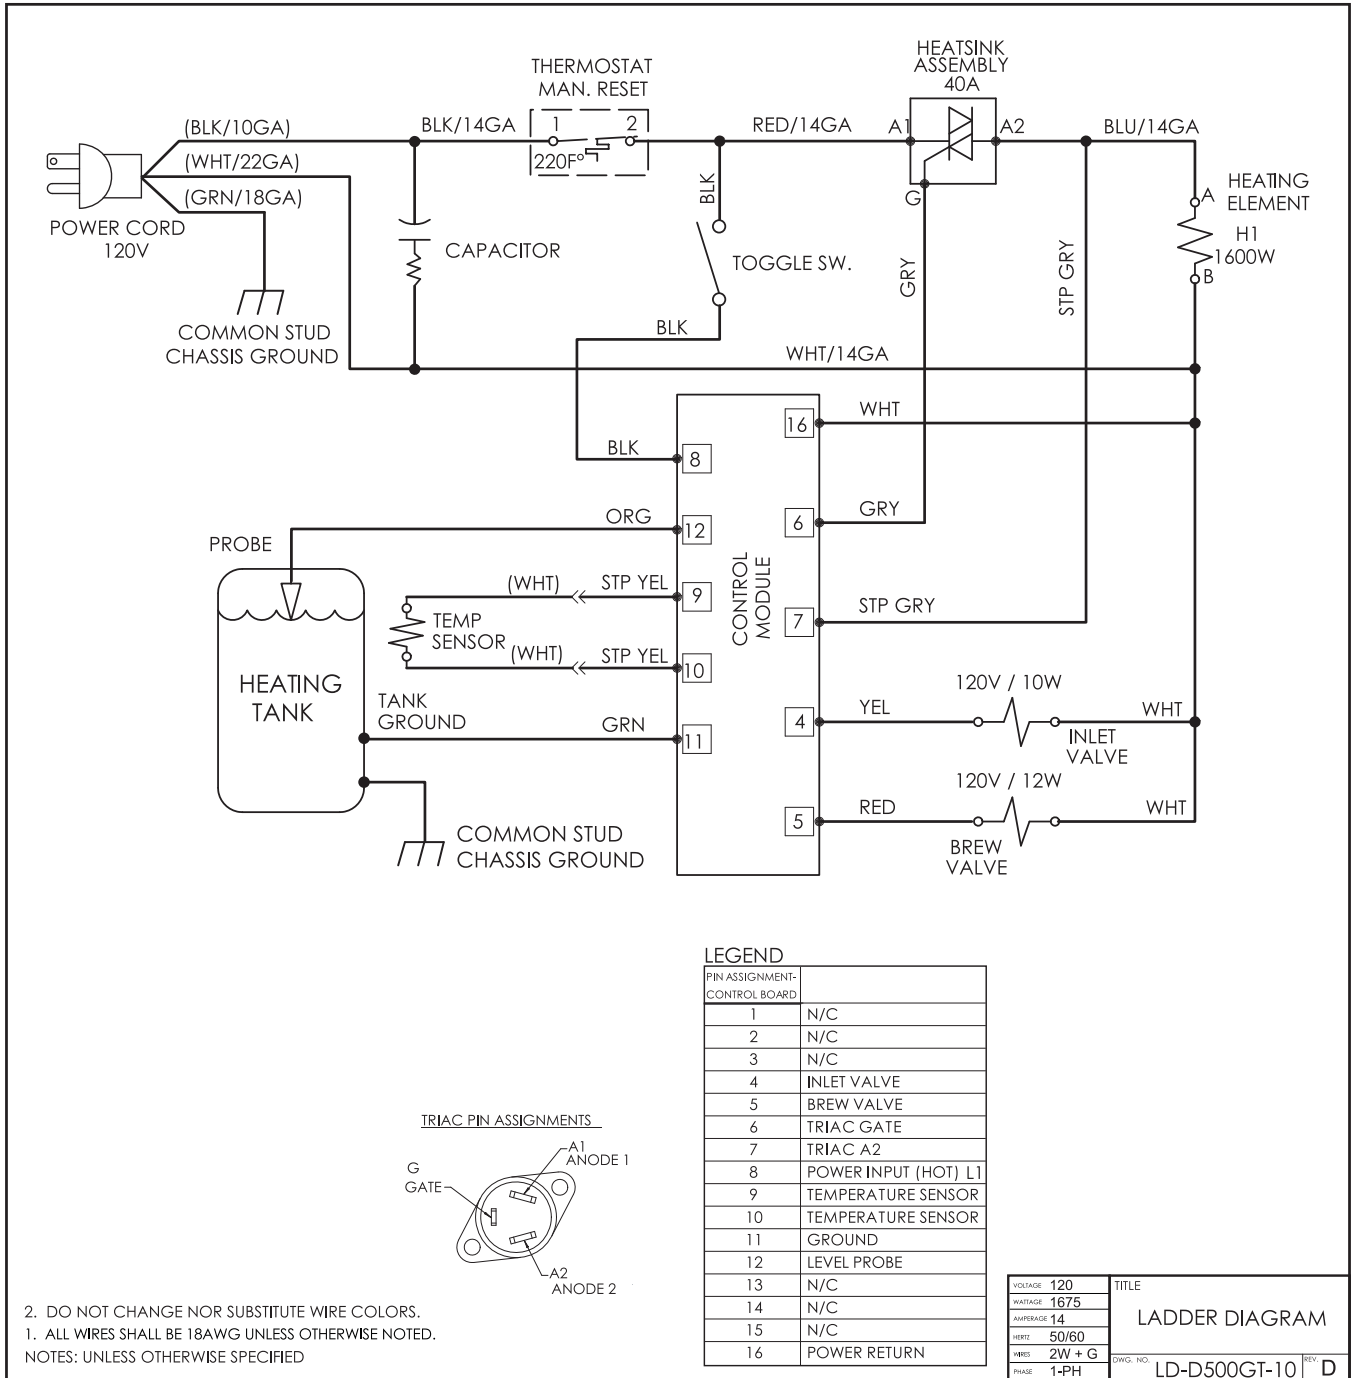 HEATSINK
ASSEMBLY
40A
THERMOSTAT
MAN. RESET
(BLK/10GA)
BLK/14GA
1
2
RED/14GA
A1
A2
BLU/14GA
220F°
(WHT/22GA)
(GRN/18GA)
POWER CORD
120V
BLK
G
HEATING
ELEMENT
A
H1
1600W
B
CAPACITOR
TOGGLE SW.
GRY
STP GRY
COMMON STUD
CHASSIS GROUND
BLK
WHT/14GA
16
WHT
BLK
8
ORG
12
6
GRY
PROBE
CONTROL
MODULE
(WHT)
STP YEL
9
TEMP
SENSOR
7
STP GRY
(WHT)
STP YEL
10
HEATING
TANK
TANK
GROUND
GRN
11
4
YEL
120V / 10W
WHT
INLET
VALVE
120V / 12W
5
RED
WHT
BREW
VALVE
COMMON STUD
CHASSIS GROUND
LEGEND
PIN ASSIGNMENT-
CONTROL BOARD
1 N/C
2 N/C
3 N/C
4 INLET VALVE
5 BREW VALVE
6 TRIAC GATE
7 TRIAC A2
8 POWER INPUT (HOT) L1
9 TEMPERATURE SENSOR
10 TEMPERATURE SENSOR
11 GROUND
12 LEVEL PROBE
13 N/C
14 N/C
15 N/C
16 POWER RETURN
TRIAC PIN ASSIGNMENTS
A1
ANODE 1
G
GATE
A2
ANODE 2
2. DO NOT CHANGE NOR SUBSTITUTE WIRE COLORS.
1. ALL WIRES SHALL BE 18AWG UNLESS OTHERWISE NOTED.
NOTES: UNLESS OTHERWISE SPECIFIED
VOLTAGE 120
WATTAGE 1675
AMPERAGE 14
HERTZ 50/60
WIRES 2W + G
PHASE 1-PH
TITLE
LADDER DIAGRAM
DWG. NO. LD-D500GT-10
REV. D